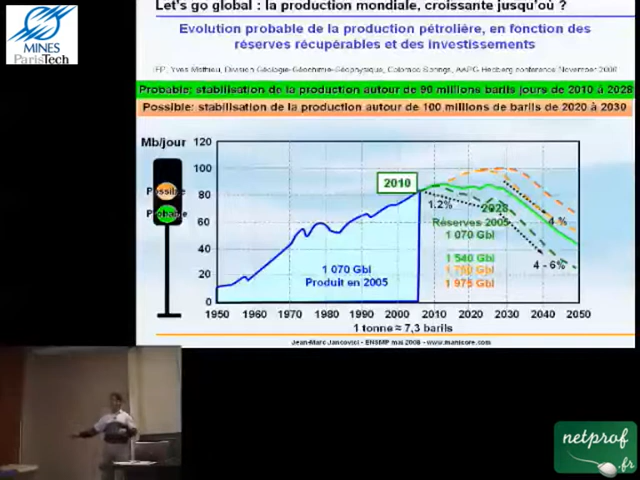 Let's go global : la production mondiale, croissante jusqu'où ?
MINES
ParisTech
Evolution probable de la production pétrolière, en fonction des
réserves récupérables et des investissements
IFP, Yves Mathieu, Division Géologie-Géochimie-Géophysique, Colorado Springs, AAPG Hedberg conference November 2006
Probable: stabilisation de la production autour de 90 millions barils jours de 2010 à 2028
Possible: stabilisation de la production autour de 100 millions de barils de 2020 à 2030
Mb/jour
120
100
80
60
40
20
0
Possible
Probable
2010
1,2%
2028
Réserves 2005
1 070 Gbl
4 %
1 540 Gbl
1 750 Gbl
1 975 Gbl
4 - 6%
1 070 Gbl
Produit en 2005
1950 1960 1970 1980 1990 2000 2010 2020 2030 2040 2050
1 tonne ≈ 7,3 barils
Jean-Marc Jancovici - ENSMP mai 2008 - www.manicore.com
netprof
.fr